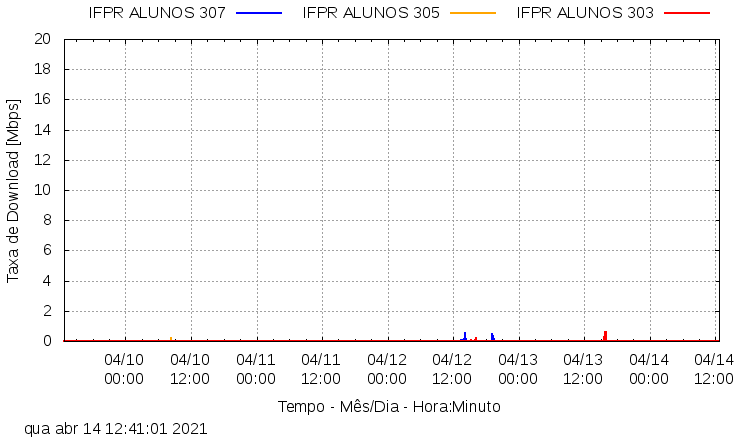 IFPR ALUNOS 307 IFPR ALUNOS 305 IFPR ALUNOS 303
Taxa de Download [Mbps]
20
18
16
14
12
10
8
6
4
2
0
04/10 04/10 04/11 04/11 04/12 04/12 04/13 04/13 04/14 04/14
00:00 12:00 00:00 12:00 00:00 12:00 00:00 12:00 00:00 12:00
Tempo - Mês/Dia - Hora:Minuto
qua abr 14 12:41:01 2021